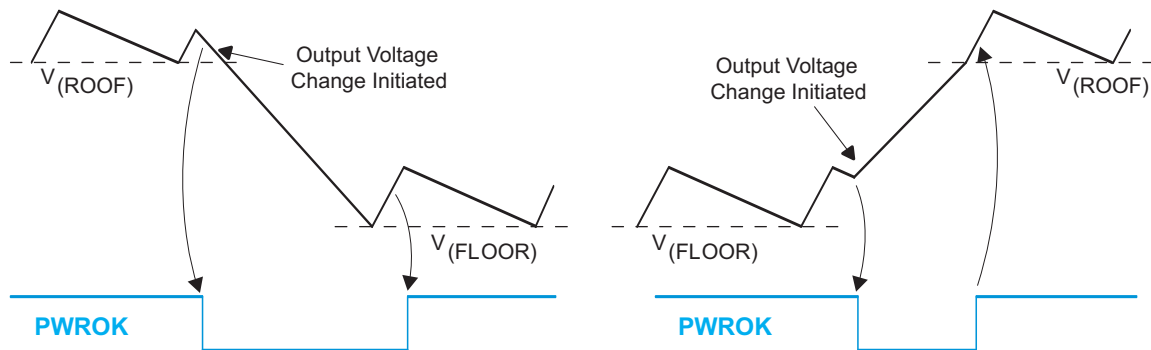 Output Voltage
Change Initiated
V(ROOF)
V(FLOOR)
PWROK
Output Voltage
Change Initiated
V(ROOF)
V(FLOOR)
PWROK